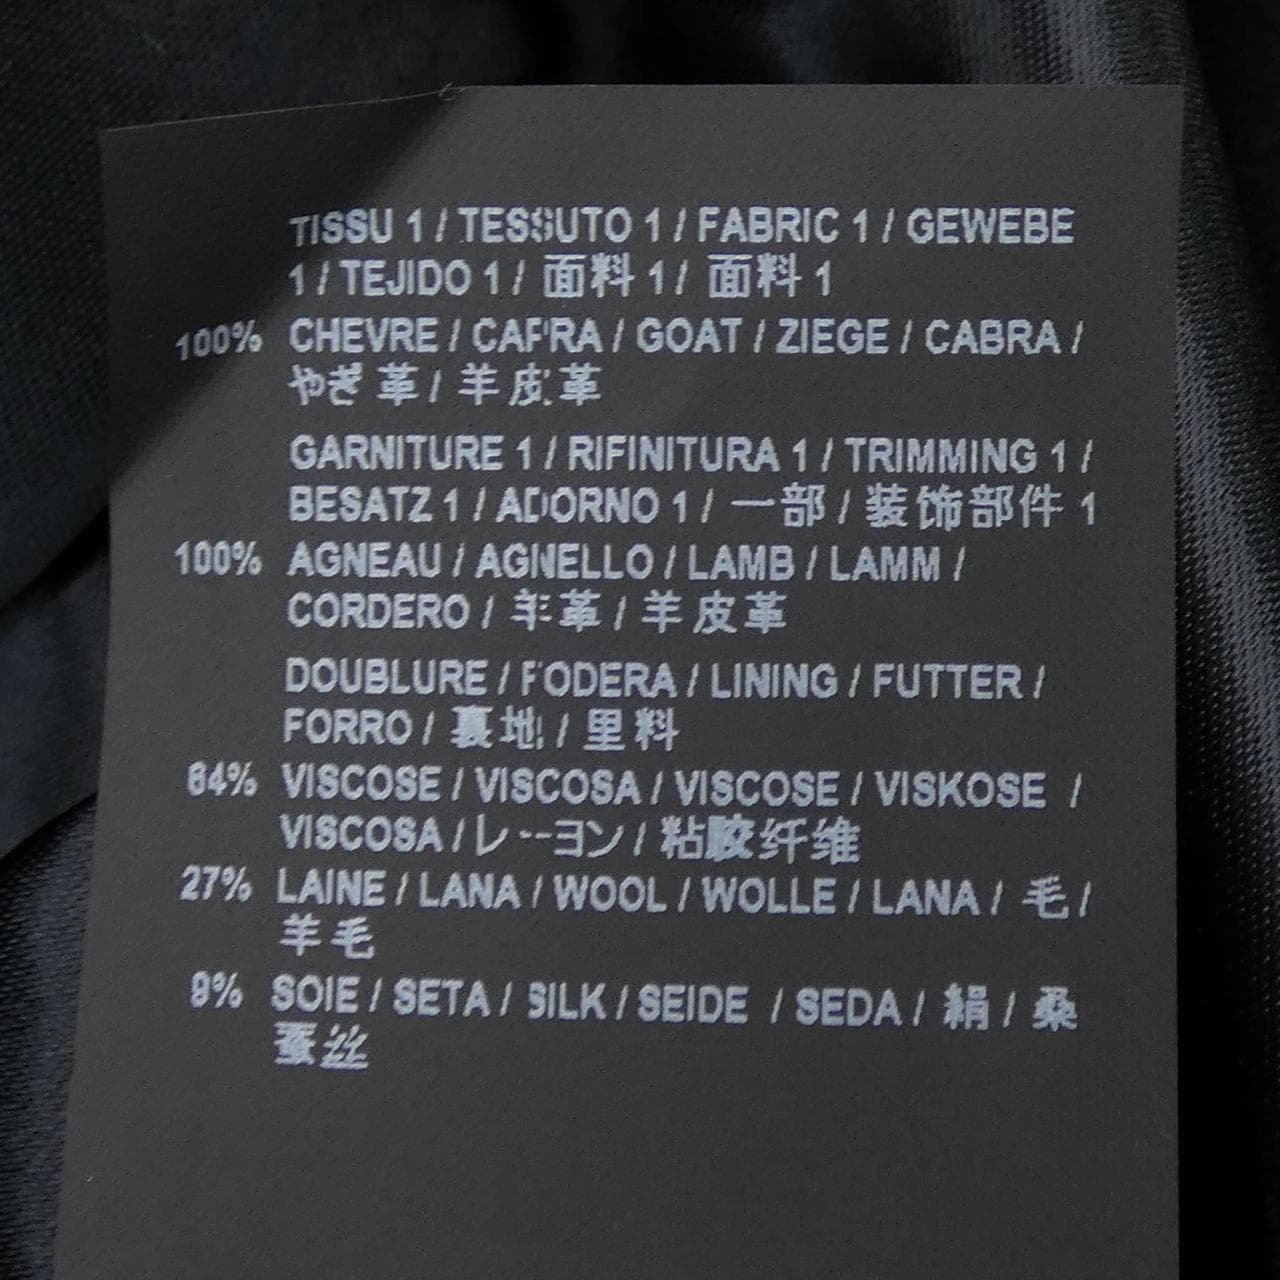 TISSU 1 / TESSUTO 1 / FABRIC 1 / GEWEBE
1 / TEJIDO 1 / 面料 1 / 面料 1
100% CHEVRE / CAPRA / GOAT / ZIEGE / CABRA /
やぎ革 / 羊皮革
GARNITURE 1 / RIFINITURA 1 / TRIMMING 1 /
BESATZ 1 / ADORNO 1 / 一部 / 装饰部件 1
100% AGNEAU / AGNELLO / LAMB / LAMM /
CORDERO / 羊革 / 羊皮革
DOUBLURE / FODERA / LINING / FUTTER /
FORRO / 裏地 / 里料
64% VISCOSE / VISCOSA / VISCOSE / VISKOSE /
VISCOSA / レーヨン / 粘胶纤维
27% LAINE / LANA / WOOL / WOLLE / LANA / 毛 /
羊毛
9% SOIE / SETA / SILK / SEIDE / SEDA / 絹 / 桑
蚕丝